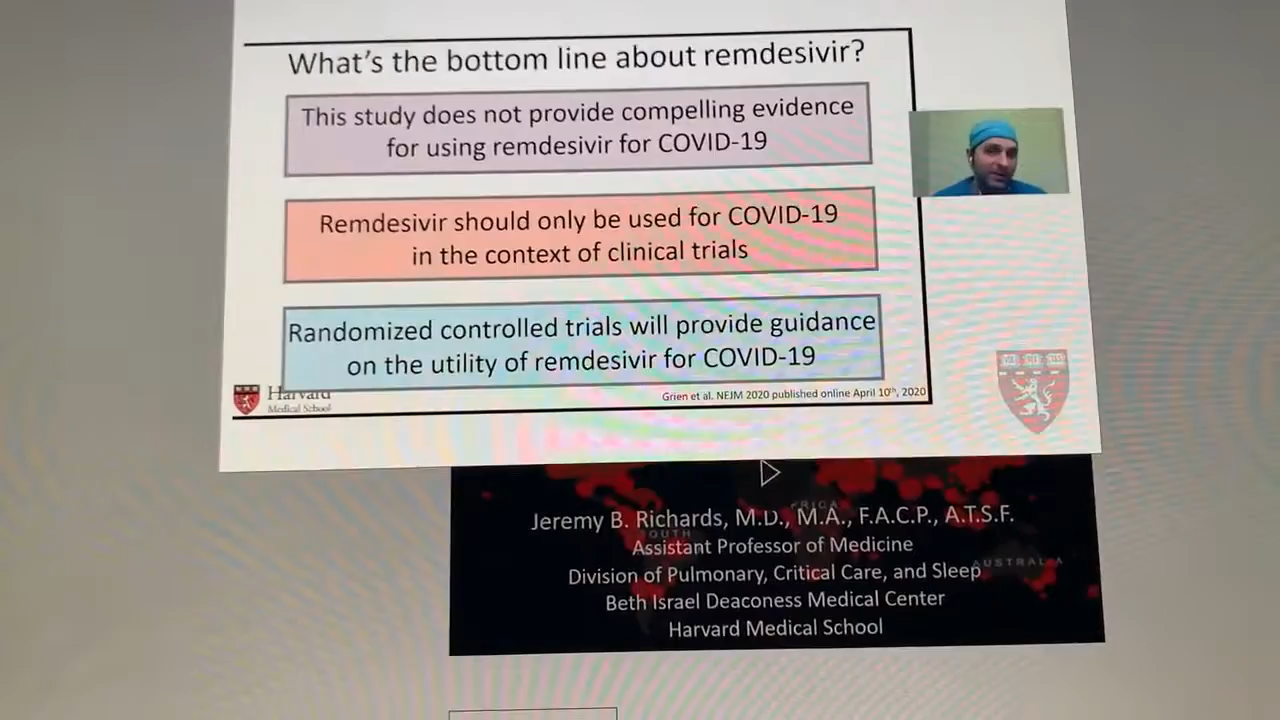 What's the bottom line about remdesivir?
This study does not provide compelling evidence
for using remdesivir for COVID-19
Remdesivir should only be used for COVID-19
in the context of clinical trials
Randomized controlled trials will provide guidance
on the utility of remdesivir for COVID-19
Harvard
Medical School
Grien et al. NEJM 2020 published online April 10th, 2020
Jeremy B. Richards, M.D., M.A., F.A.C.P., A.T.S.F.
Assistant Professor of Medicine
Division of Pulmonary, Critical Care, and Sleep
Beth Israel Deaconess Medical Center
Harvard Medical School
SOUTH
AUSTRALIA